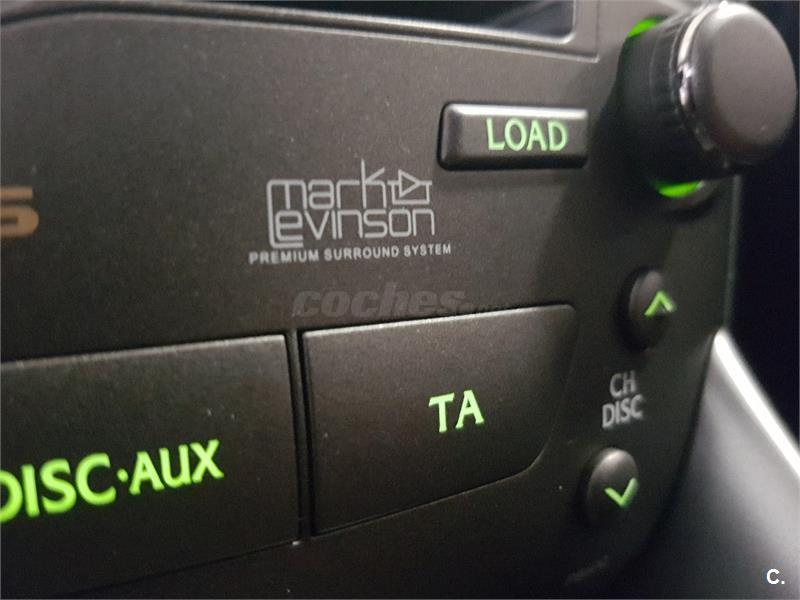 LOAD
mark
Levinson
PREMIUM SURROUND SYSTEM
coches
TA
CH
DISC
DISC·AUX
C.